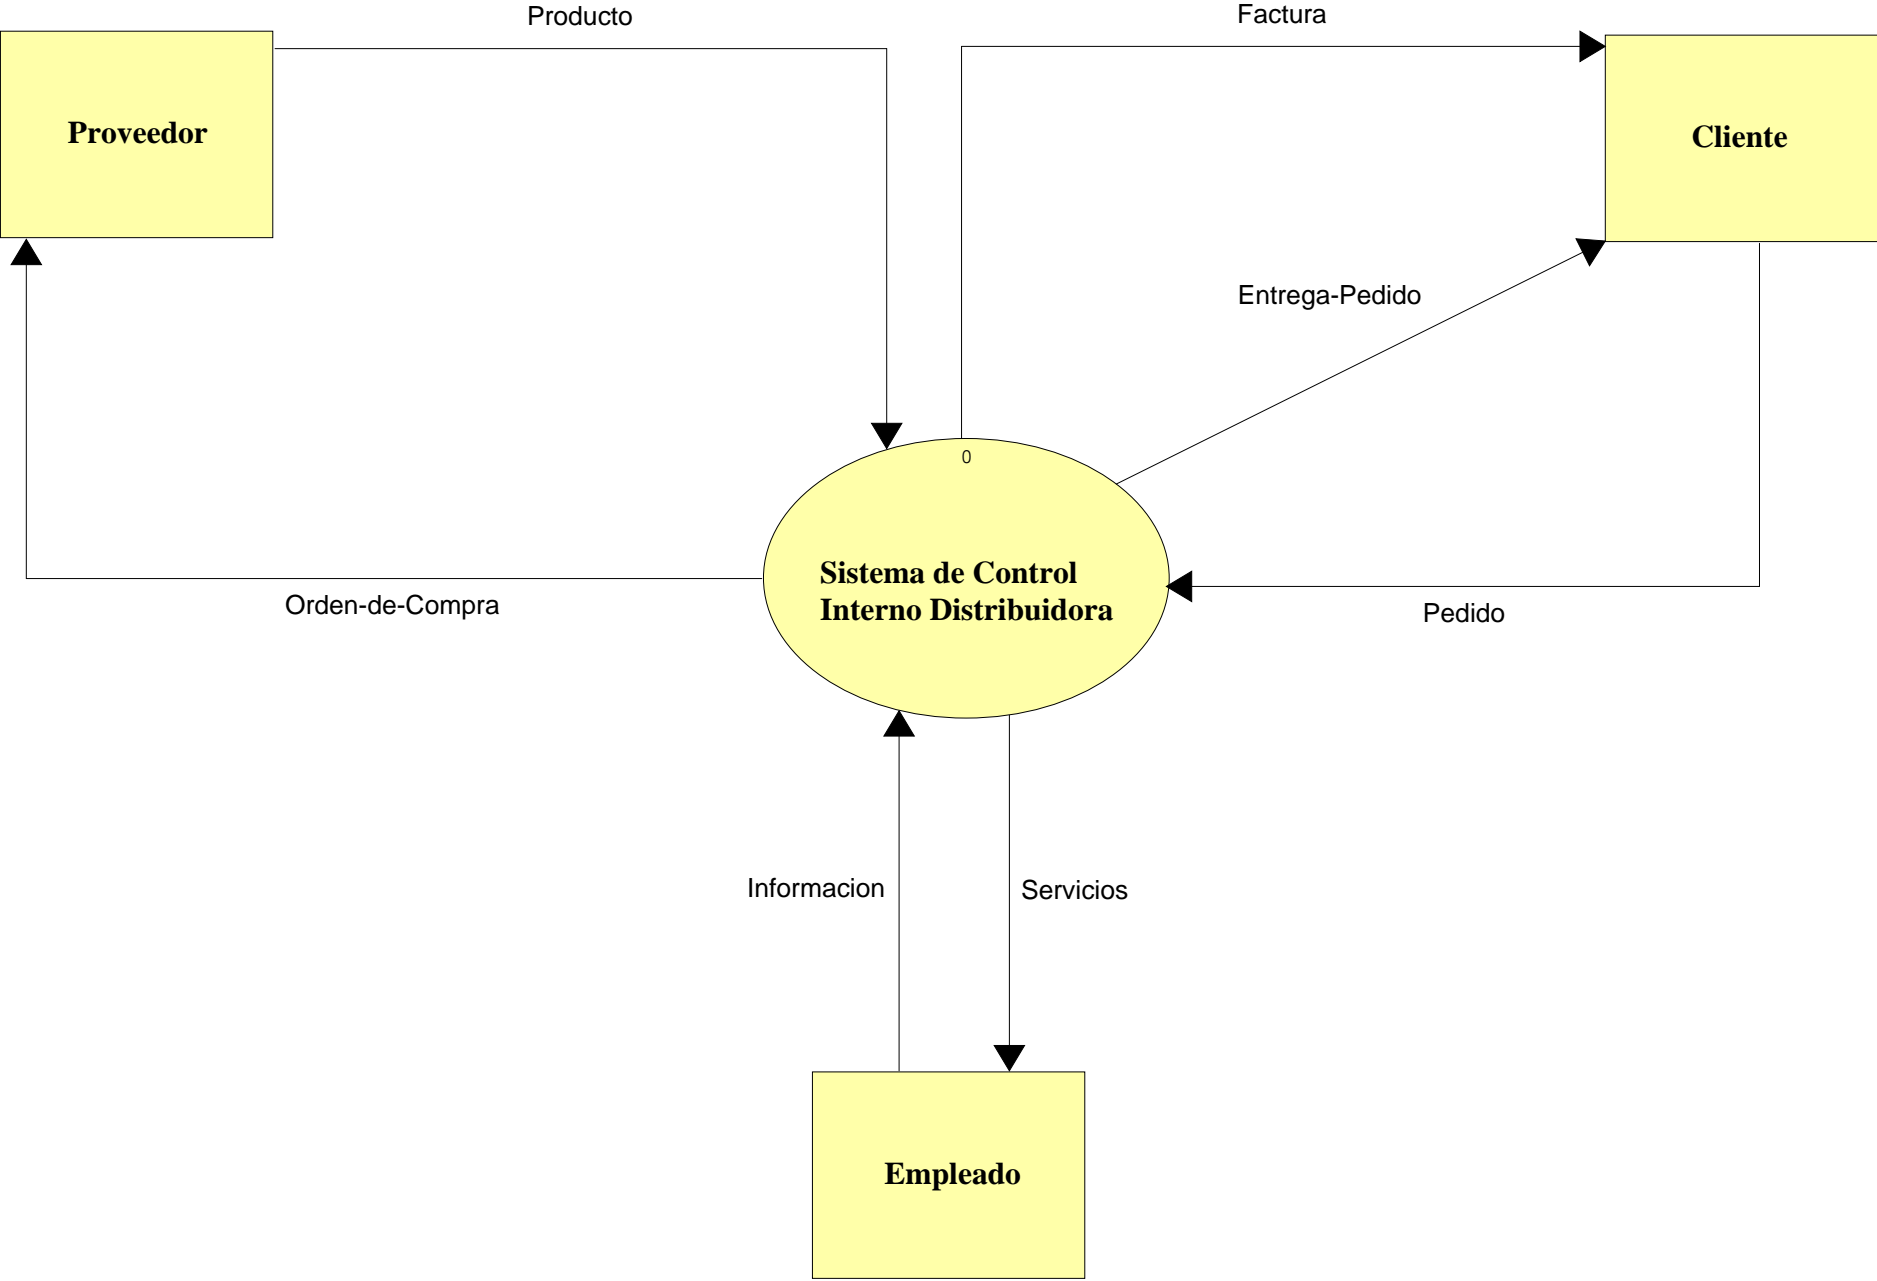 Producto
Factura
Proveedor
Cliente
Entrega-Pedido
0
Sistema de Control
Interno Distribuidora
Orden-de-Compra
Pedido
Informacion
Servicios
Empleado